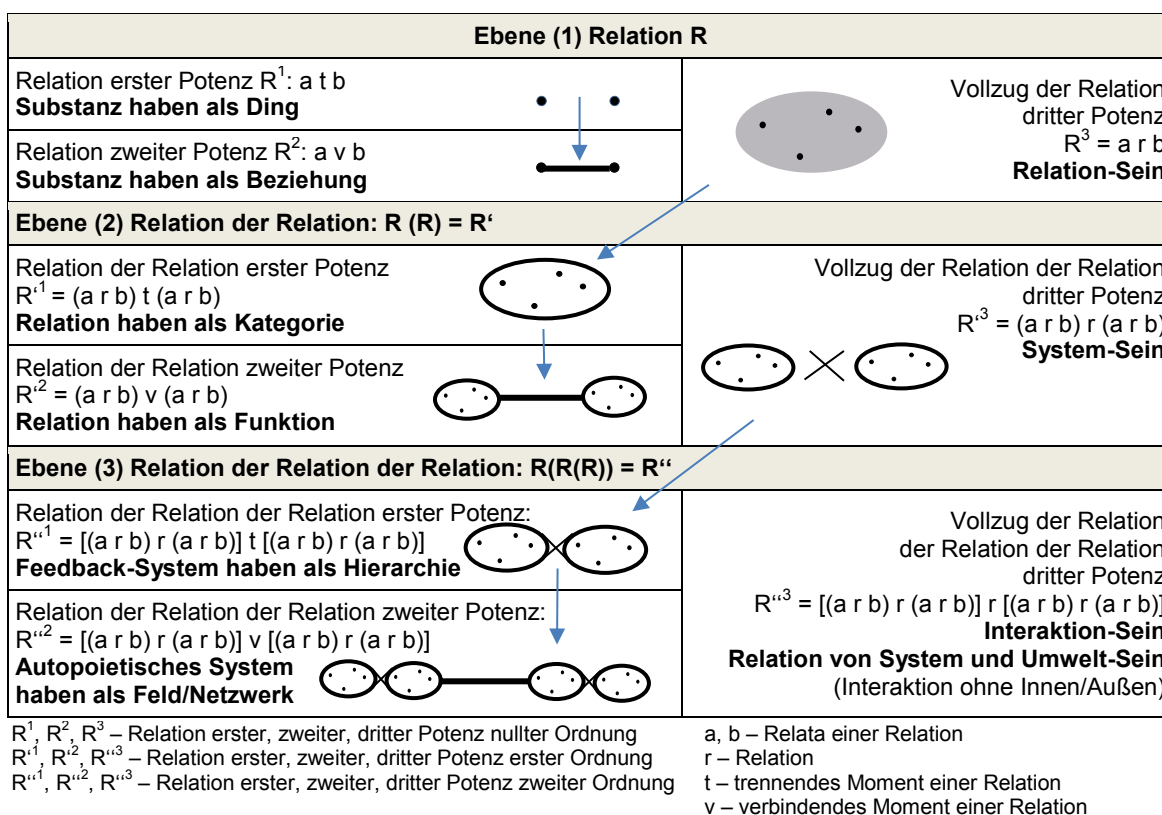 Ebene (1) Relation R
Relation erster Potenz R¹: a t b
Substanz haben als Ding
Relation zweiter Potenz R²: a v b
Substanz haben als Beziehung
Vollzug der Relation
dritter Potenz
R³ = a r b
Relation-Sein
Ebene (2) Relation der Relation: R (R) = R‘
Relation der Relation erster Potenz
R‘¹ = (a r b) t (a r b)
Relation haben als Kategorie
Relation der Relation zweiter Potenz
R‘² = (a r b) v (a r b)
Relation haben als Funktion
Vollzug der Relation der Relation
dritter Potenz
R‘³ = (a r b) r (a r b)
System-Sein
Ebene (3) Relation der Relation der Relation: R(R(R)) = R“
Relation der Relation der Relation erster Potenz:
R“¹ = [(a r b) r (a r b)] t [(a r b) r (a r b)]
Feedback-System haben als Hierarchie
Relation der Relation der Relation zweiter Potenz:
R“² = [(a r b) r (a r b)] v [(a r b) r (a r b)]
Autopoietisches System
haben als Feld/Netzwerk
Vollzug der Relation
der Relation der Relation
dritter Potenz
R“³ = [(a r b) r (a r b)] r [(a r b) r (a r b)]
Interaktion-Sein
Relation von System und Umwelt-Sein
(Interaktion ohne Innen/Außen)
R¹, R², R³ – Relation erster, zweiter, dritter Potenz nullter Ordnung
R‘¹, R‘², R“³ – Relation erster, zweiter, dritter Potenz erster Ordnung
R“¹, R“², R“³ – Relation erster, zweiter, dritter Potenz zweiter Ordnung
a, b – Relata einer Relation
r – Relation
t – trennendes Moment einer Relation
v – verbindendes Moment einer Relation